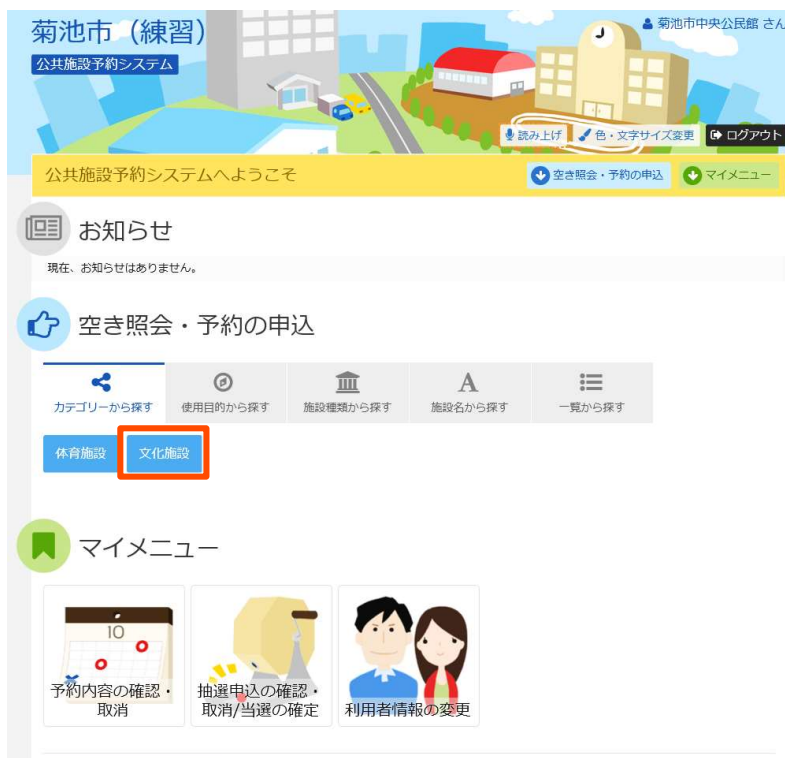 菊池市（練習）
公共施設予約システム
菊池市中央公民館 さん
読み上げ
色・文字サイズ変更
ログアウト
公共施設予約システムへようこそ
空き照会・予約の申込
マイメニュー
お知らせ
現在、お知らせはありません。
空き照会・予約の申込
カテゴリーから探す
使用目的から探す
施設種類から探す
A
施設名から探す
一覧から探す
体育施設
文化施設
マイメニュー
10
予約内容の確認・
取消
抽選申込の確認・
取消/当選の確定
利用者情報の変更